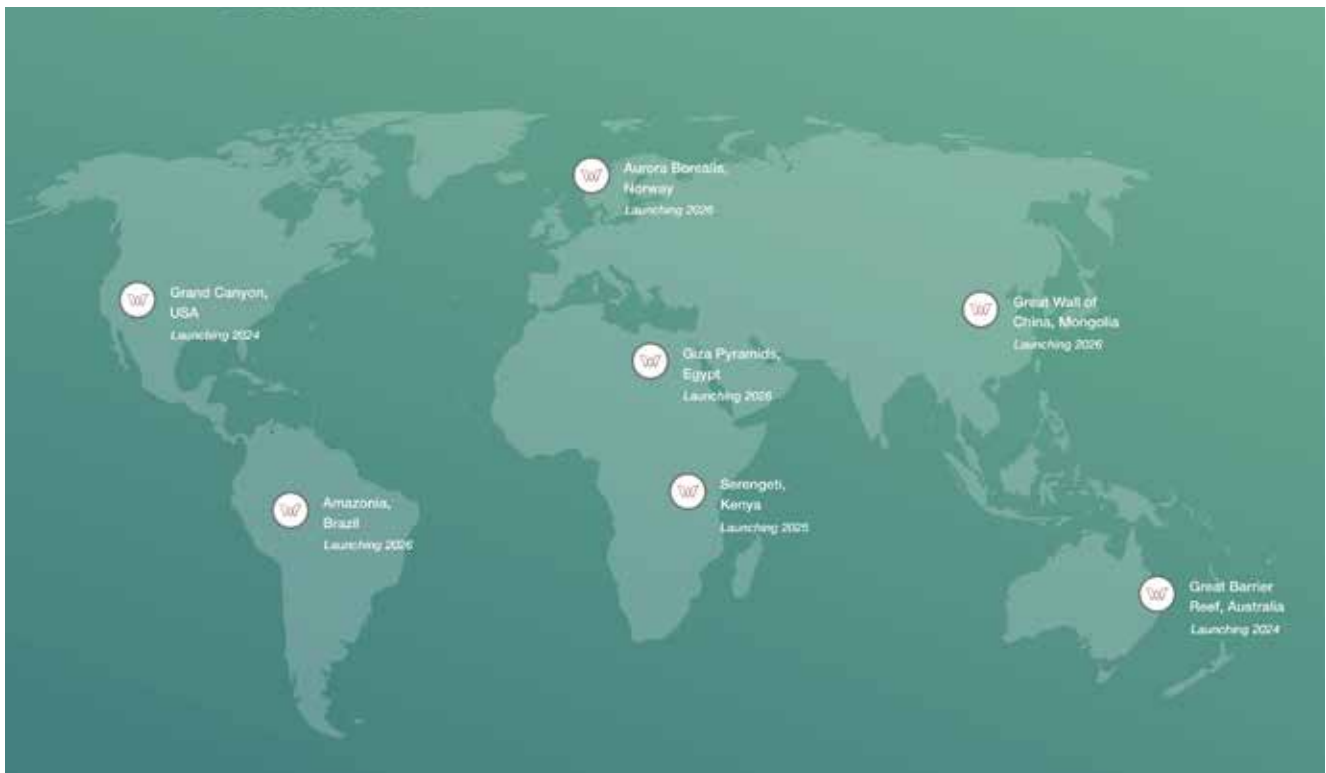 Aurora Borealis,
Norway
Launching 2026
Grand Canyon,
USA
Launching 2024
Great Wall of
China, Mongolia
Launching 2026
Giza Pyramids,
Egypt
Launching 2026
Serengeti,
Kenya
Launching 2025
Amazonia,
Brazil
Launching 2026
Great Barrier
Reef, Australia
Launching 2024